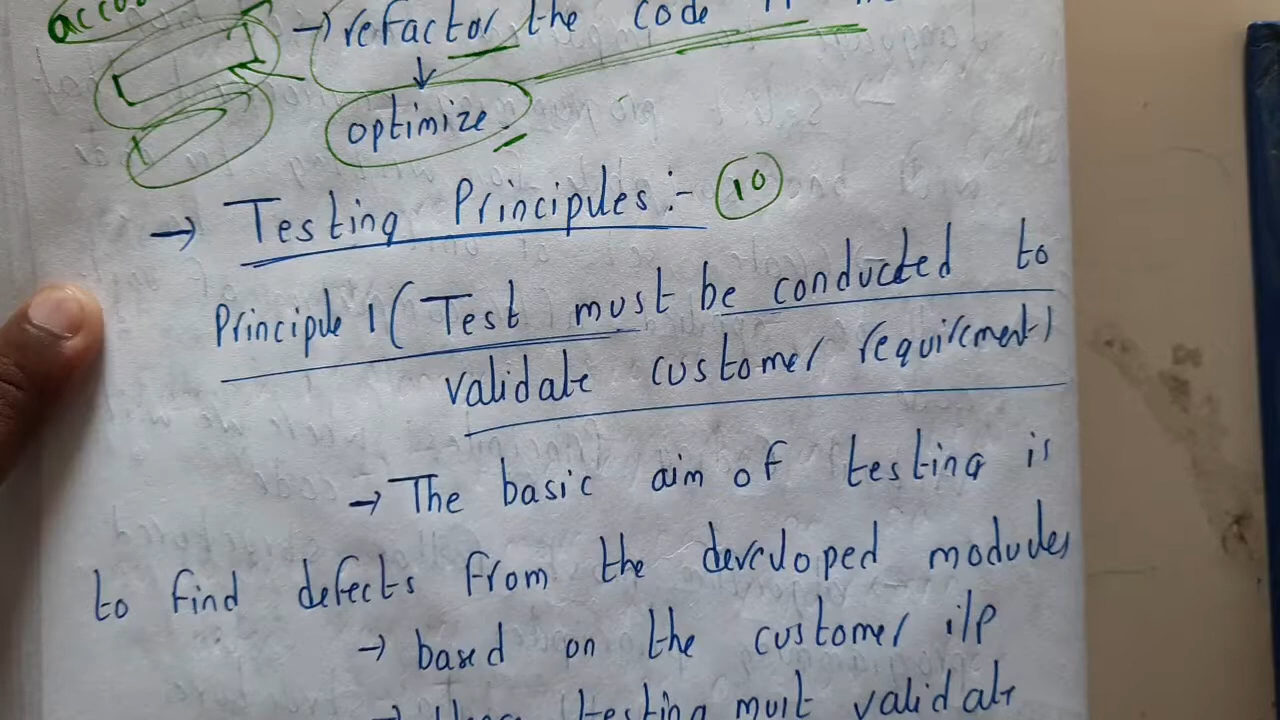 → refactor the code
↓
optimize
→ Testing Principles :- 10
Principle 1 ( Test must be conducted to
validate customer requirement)
→ The basic aim of testing is
to find defects from the developed modules
→ based on the customer i/p
→ testing must validate